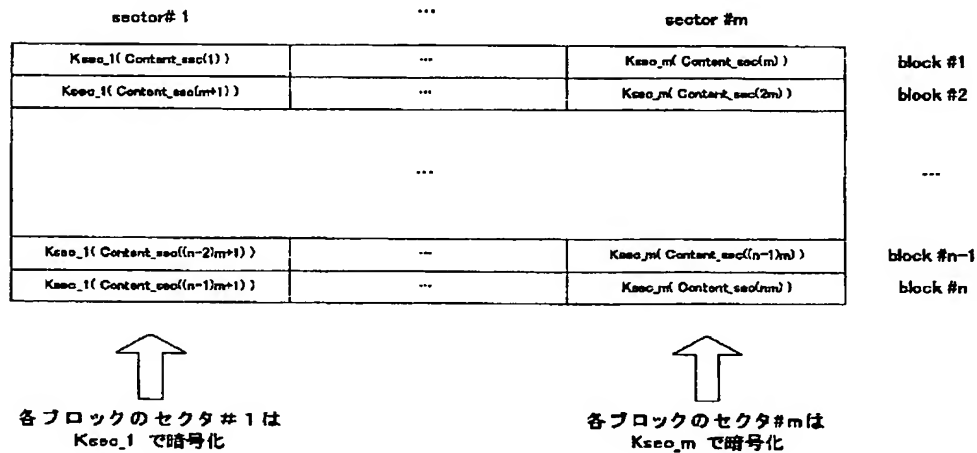 sector# 1 ... sector #m
Ksec_1( Content_sec(1) ) ... Ksec_m( Content_sec(m) ) block #1
Ksec_1( Content_sec(m+1) ) ... Ksec_m( Content_sec(2m) ) block #2
... ...
Ksec_1( Content_sec((n-2)m+1) ) ... Ksec_m( Content_sec((n-1)m) ) block #n-1
Ksec_1( Content_sec((n-1)m+1) ) ... Ksec_m( Content_sec(nm) ) block #n
各ブロックのセクタ#1は 各ブロックのセクタ#mは
Ksec_1 で暗号化 Ksec_m で暗号化